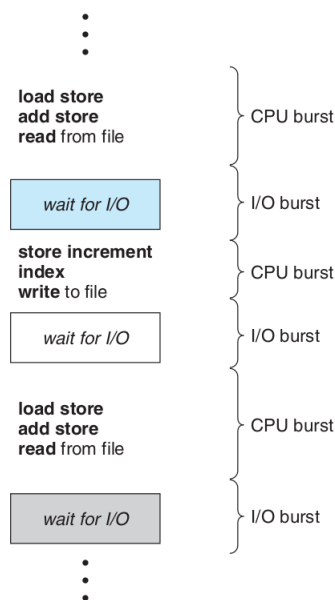 load store
add store
read from file
CPU burst
wait for I/O
I/O burst
store increment
index
write to file
CPU burst
wait for I/O
I/O burst
load store
add store
read from file
CPU burst
wait for I/O
I/O burst